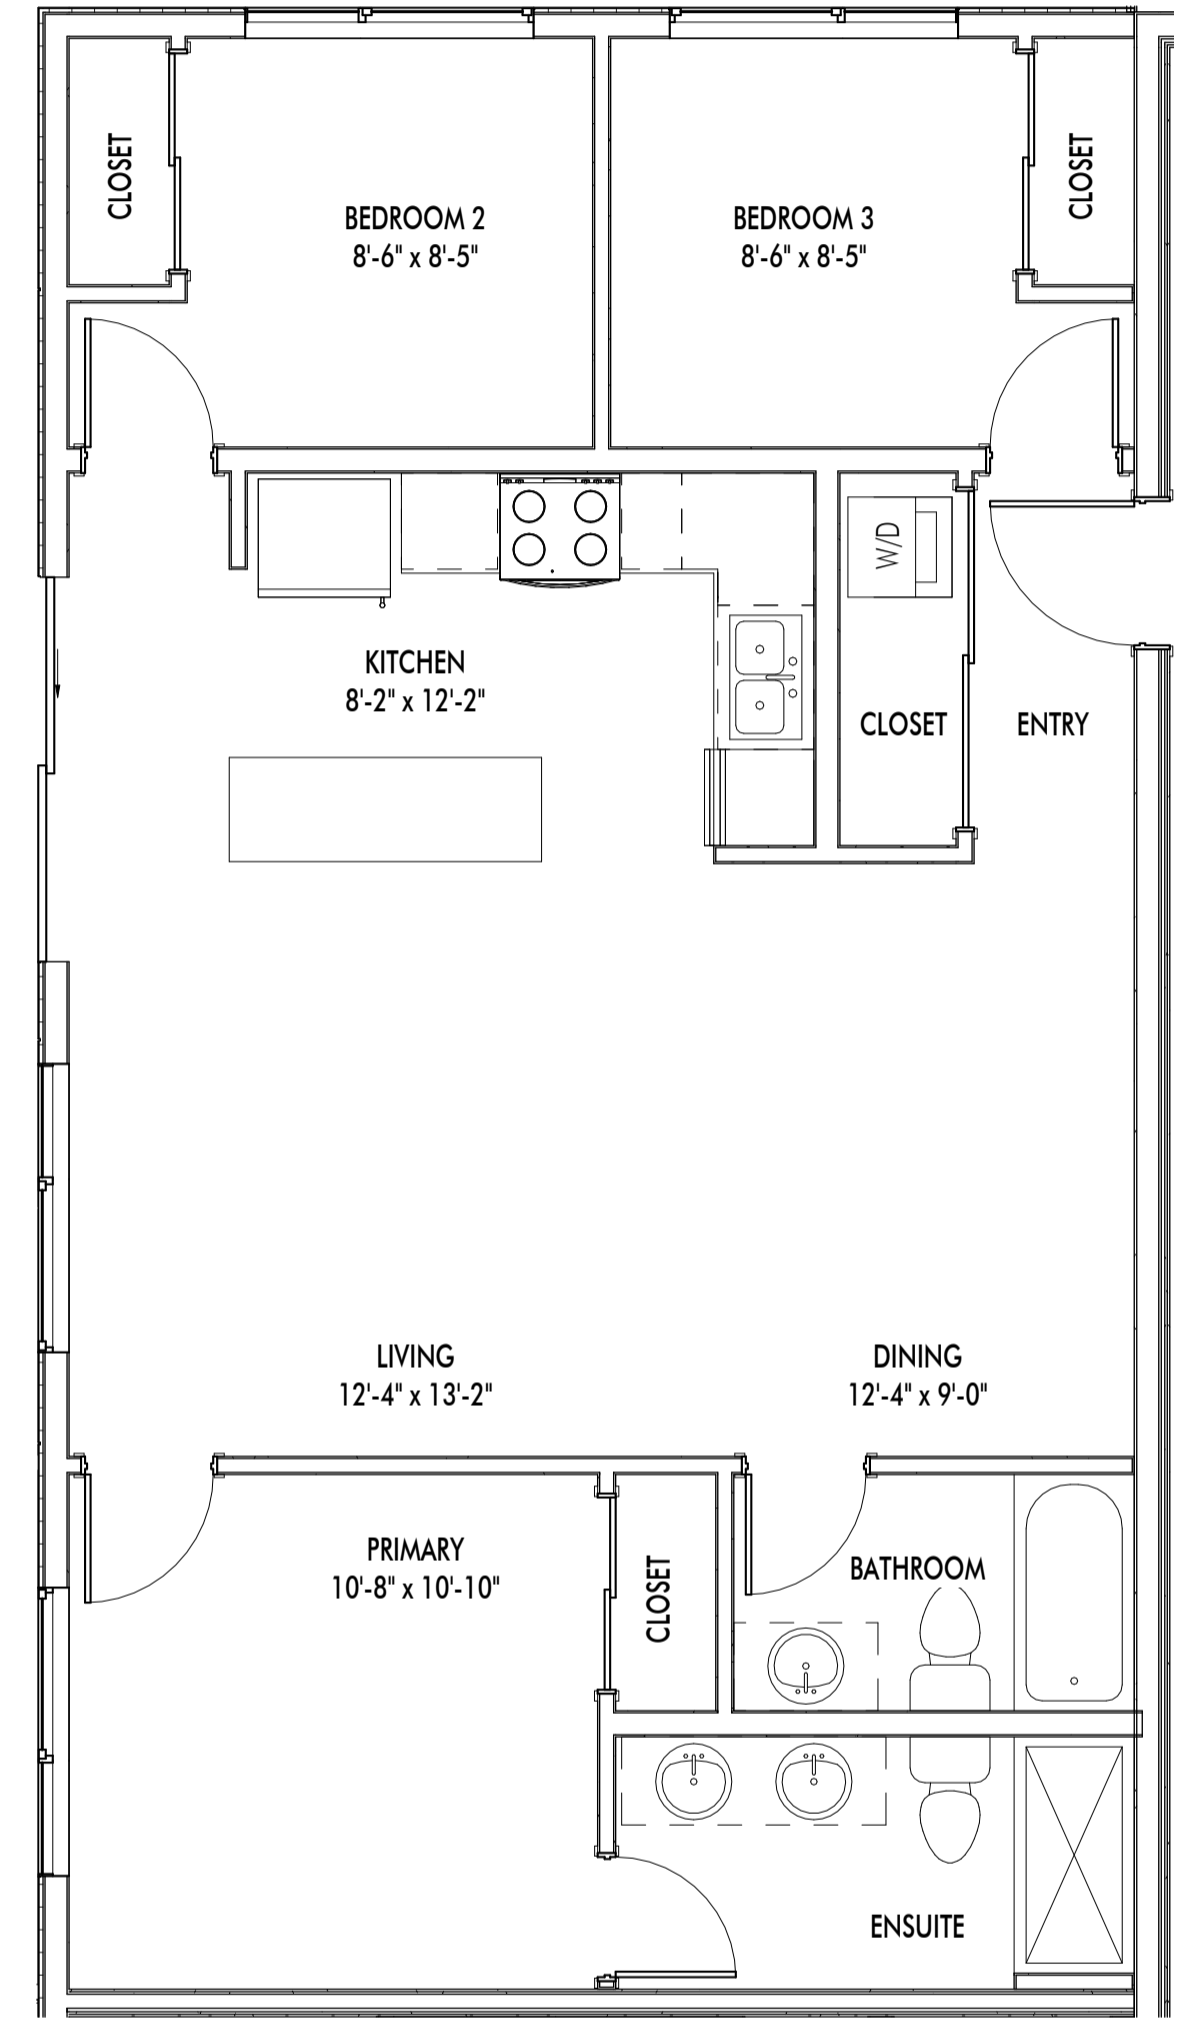 CLOSET
CLOSET
BEDROOM 2
8'-6" x 8'-5"
BEDROOM 3
8'-6" x 8'-5"
W/D
KITCHEN
8'-2" x 12'-2"
CLOSET
ENTRY
LIVING
12'-4" x 13'-2"
DINING
12'-4" x 9'-0"
PRIMARY
10'-8" x 10'-10"
CLOSET
BATHROOM
ENSUITE